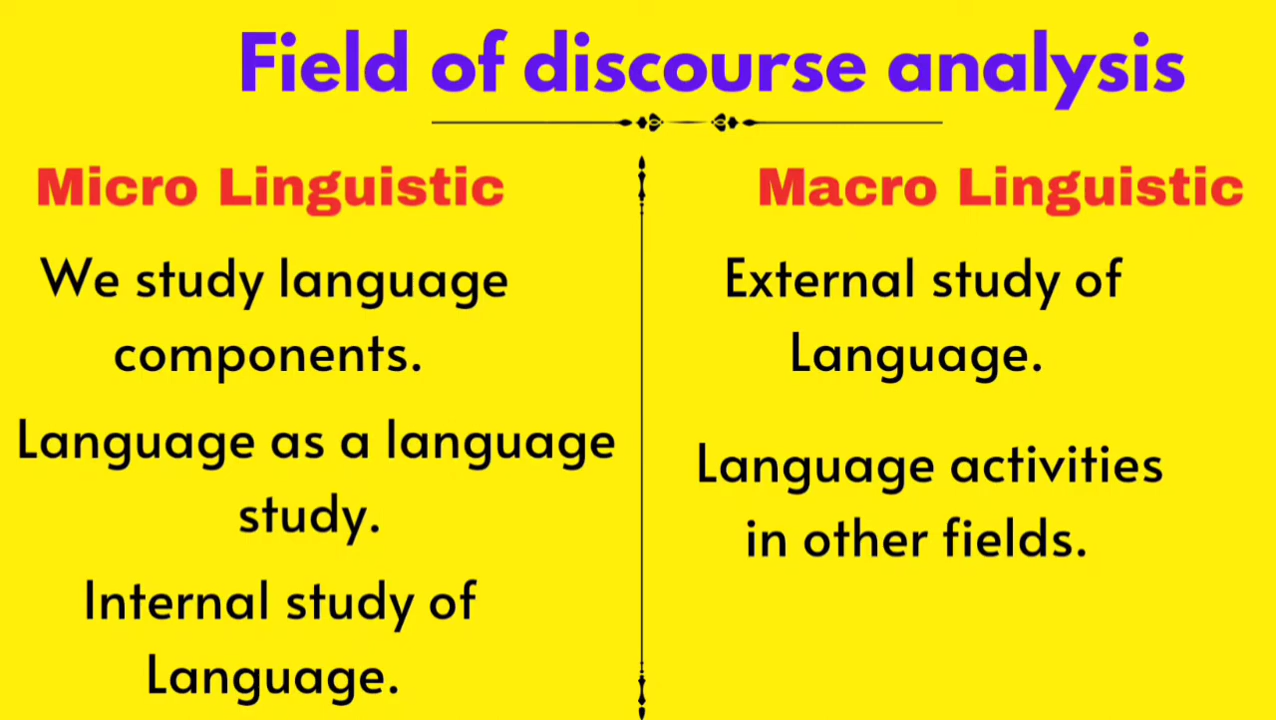 Field of discourse analysis
Micro Linguistic
We study language
components.
Language as a language
study.
Internal study of
Language.
Macro Linguistic
External study of
Language.
Language activities
in other fields.